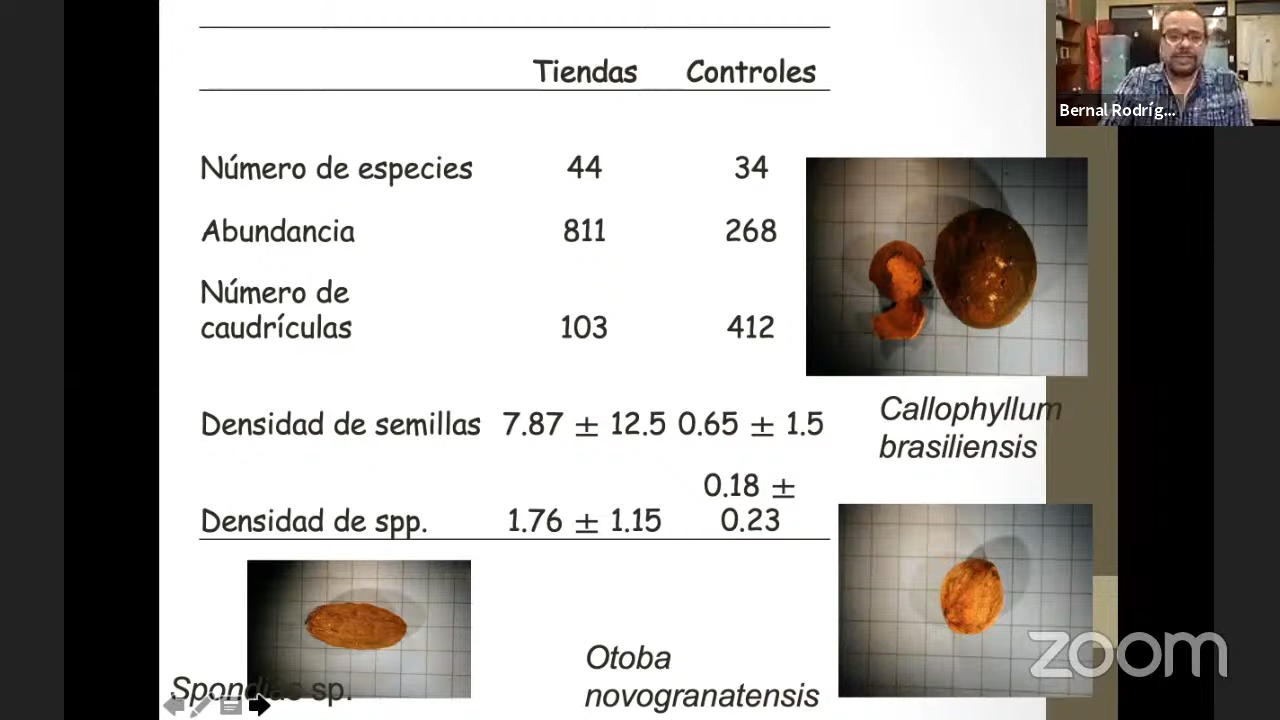 Tiendas Controles
Número de especies 44 34
Abundancia 811 268
Número de
caudrículas 103 412
Densidad de semillas 7.87 ± 12.5 0.65 ± 1.5
0.18 ±
Densidad de spp. 1.76 ± 1.15 0.23
Bernal Rodríg...
Callophyllum
brasiliensis
Spondias sp.
Otoba
novogranatensis
zoom